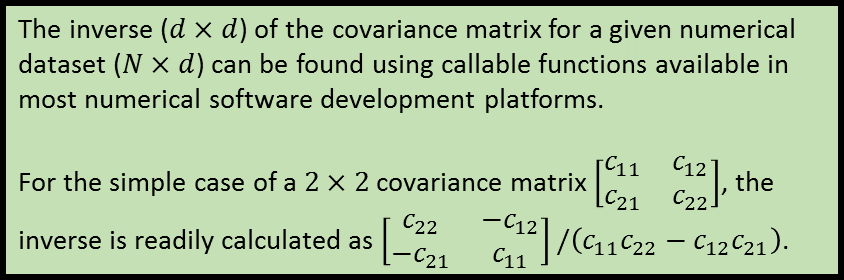 The inverse (d × d) of the covariance matrix for a given numerical
dataset (N × d) can be found using callable functions available in
most numerical software development platforms.
For the simple case of a 2 × 2 covariance matrix [c₁₁ c₁₂; c₂₁ c₂₂], the
inverse is readily calculated as [c₂₂ −c₁₂; −c₂₁ c₁₁]/(c₁₁c₂₂ − c₁₂c₂₁).